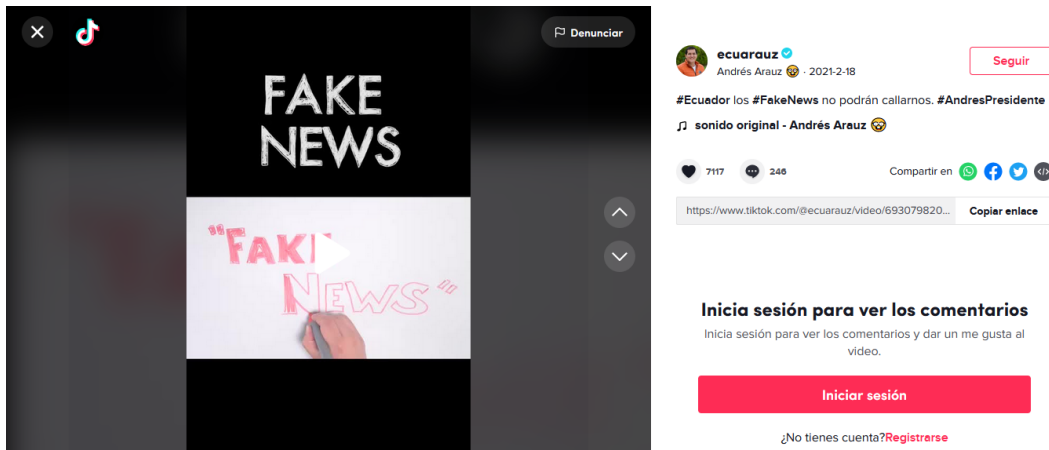 Denunciar
FAKE
NEWS
"FAKE
NEWS"
ecuarauz
Andrés Arauz 🤓 · 2021-2-18
Seguir
#Ecuador los #FakeNews no podrán callarnos. #AndresPresidente
sonido original - Andrés Arauz 🤓
7117
246
Compartir en
https://www.tiktok.com/@ecuarauz/video/693079820...
Copiar enlace
Inicia sesión para ver los comentarios
Inicia sesión para ver los comentarios y dar un me gusta al
video.
Iniciar sesión
¿No tienes cuenta?Registrarse